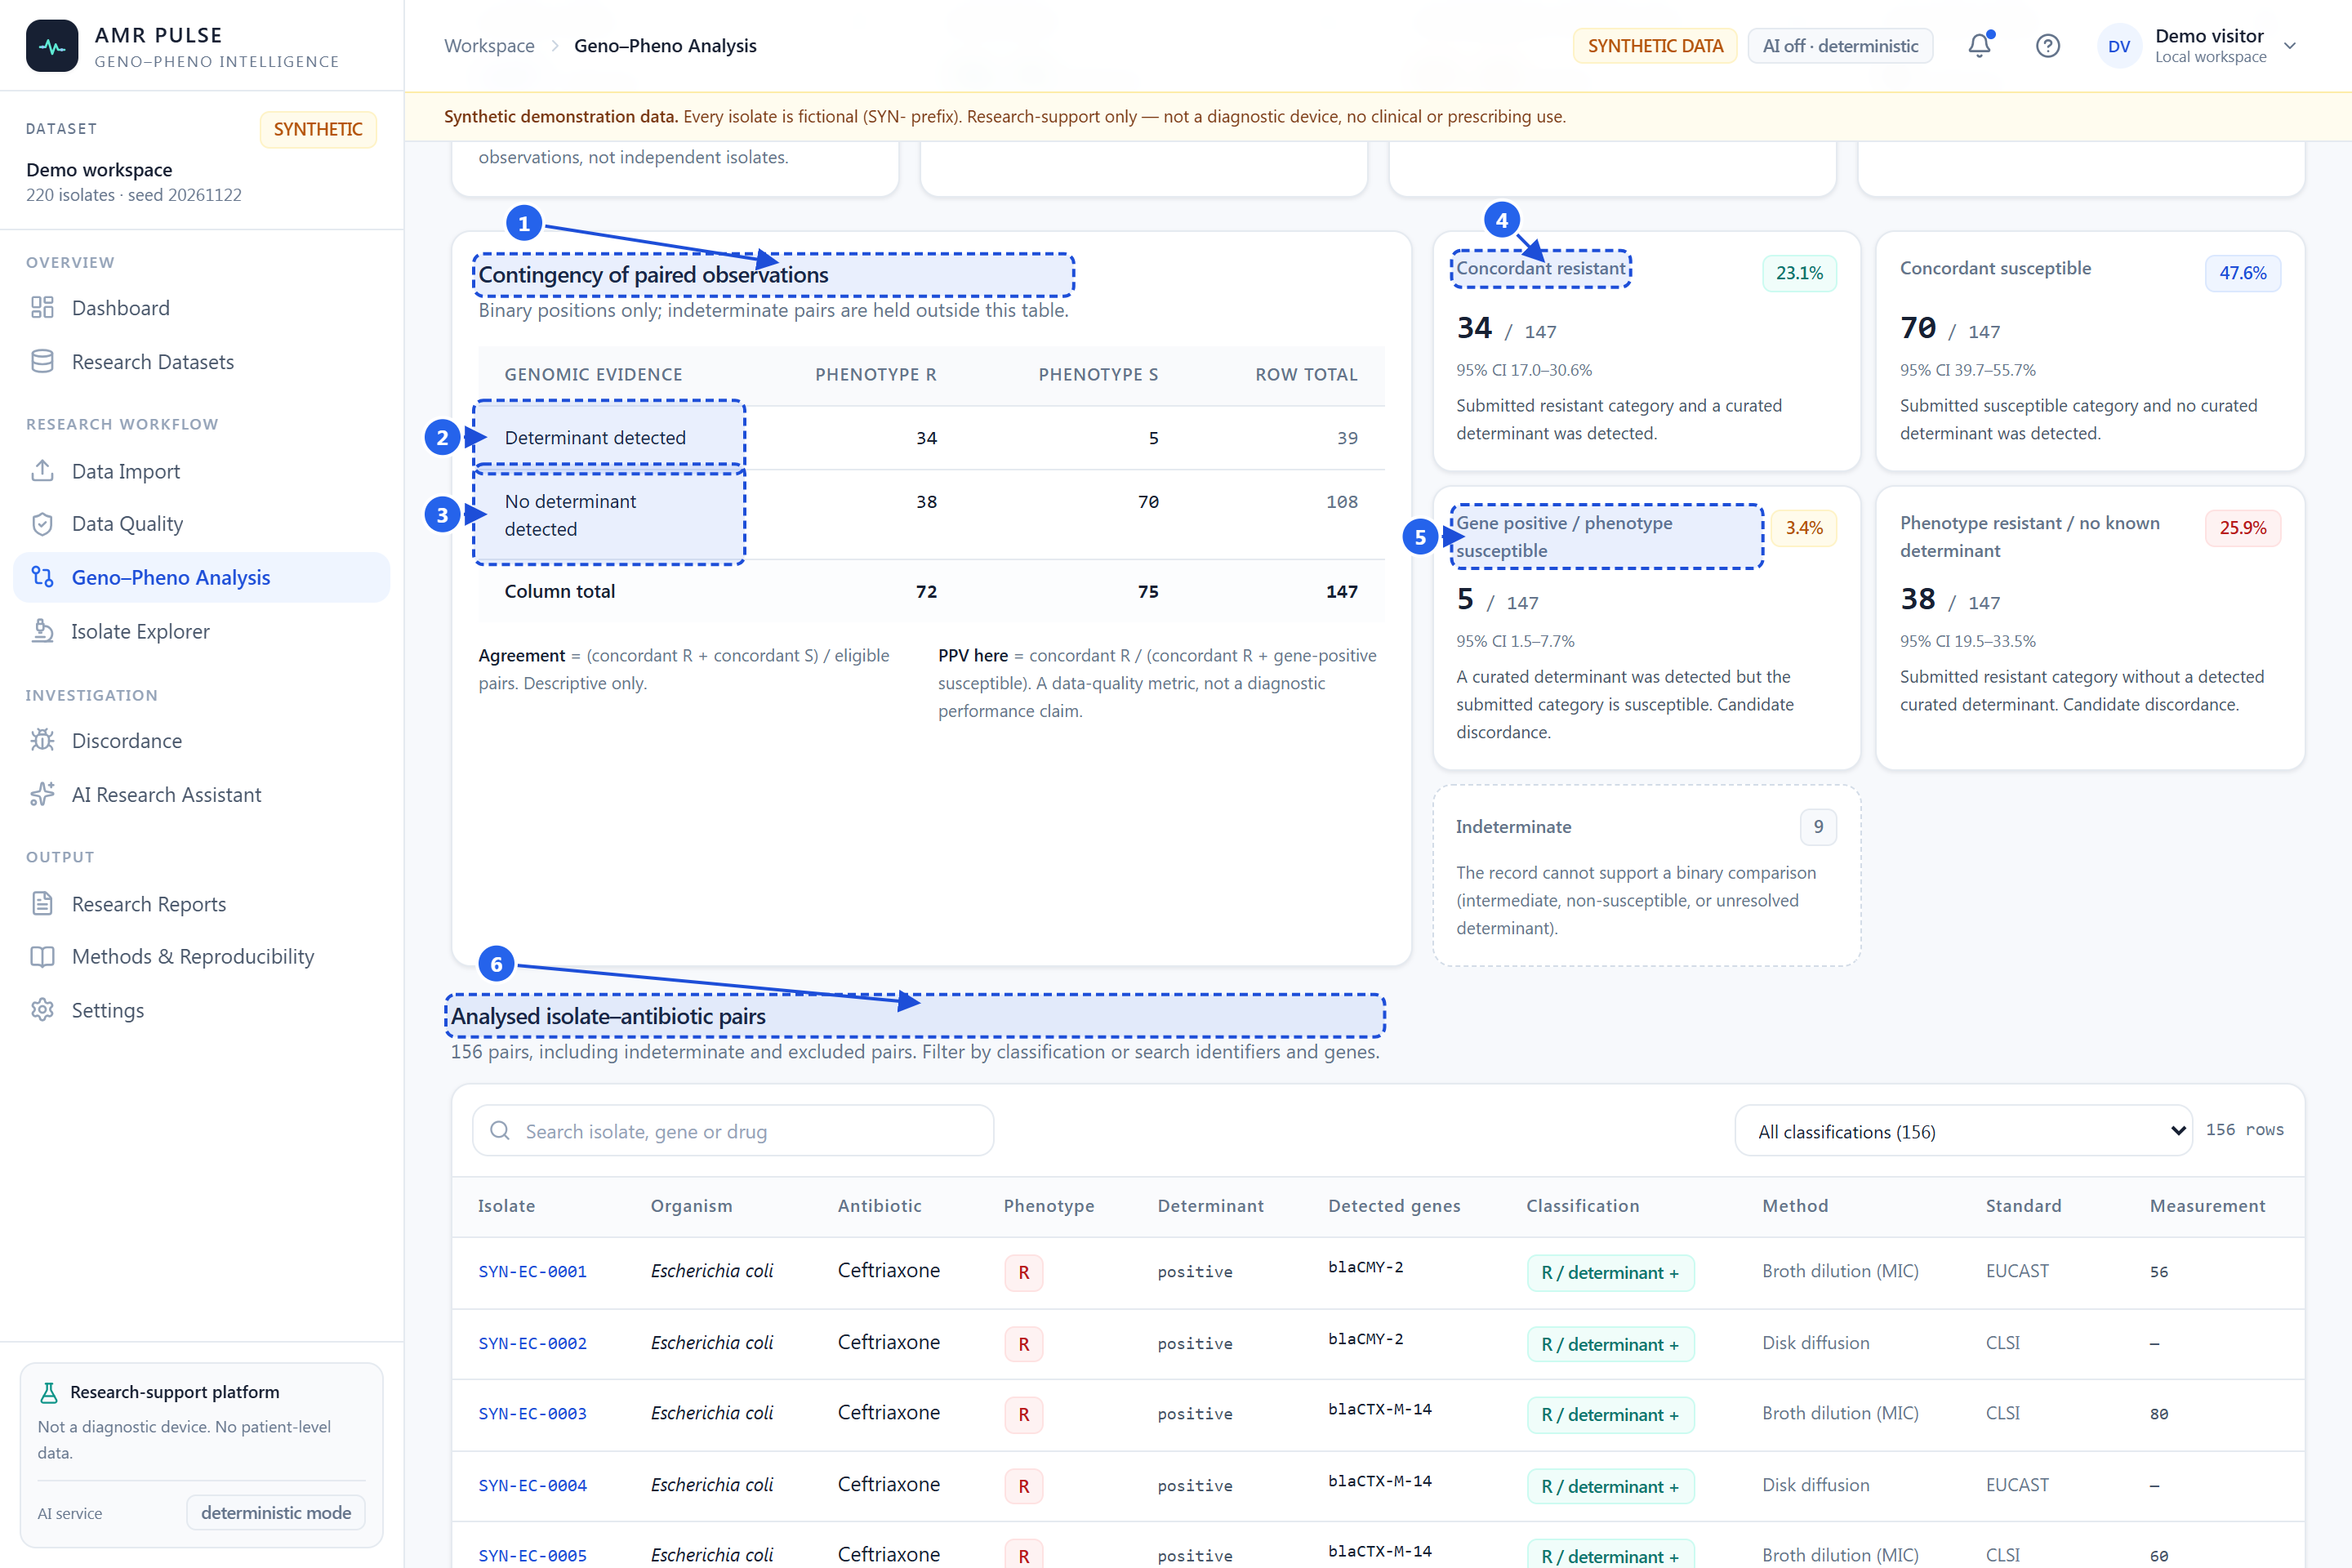 AMR PULSE
GENO–PHENO INTELLIGENCE
DATASET
SYNTHETIC
Demo workspace
220 isolates · seed 20261122
OVERVIEW
Dashboard
Research Datasets
RESEARCH WORKFLOW
Data Import
Data Quality
Geno–Pheno Analysis
Isolate Explorer
INVESTIGATION
Discordance
AI Research Assistant
OUTPUT
Research Reports
Methods & Reproducibility
Settings
Research-support platform
Not a diagnostic device. No patient-level
data.
AI service
deterministic mode
Workspace
Geno–Pheno Analysis
SYNTHETIC DATA
AI off · deterministic
DV
Demo visitor
Local workspace
Synthetic demonstration data. Every isolate is fictional (SYN- prefix). Research-support only — not a diagnostic device, no clinical or prescribing use.
observations, not independent isolates.
1
Contingency of paired observations
Binary positions only; indeterminate pairs are held outside this table.
GENOMIC EVIDENCE PHENOTYPE R PHENOTYPE S ROW TOTAL
2
Determinant detected 34 5 39
3
No determinant
detected
38 70 108
Column total 72 75 147
Agreement = (concordant R + concordant S) / eligible
pairs. Descriptive only.
PPV here = concordant R / (concordant R + gene-positive
susceptible). A data-quality metric, not a diagnostic
performance claim.
4
Concordant resistant
23.1%
34 / 147
95% CI 17.0–30.6%
Submitted resistant category and a curated
determinant was detected.
Concordant susceptible
47.6%
70 / 147
95% CI 39.7–55.7%
Submitted susceptible category and no curated
determinant was detected.
5
Gene positive / phenotype
susceptible
3.4%
5 / 147
95% CI 1.5–7.7%
A curated determinant was detected but the
submitted category is susceptible. Candidate
discordance.
Phenotype resistant / no known
determinant
25.9%
38 / 147
95% CI 19.5–33.5%
Submitted resistant category without a detected
curated determinant. Candidate discordance.
Indeterminate
9
The record cannot support a binary comparison
(intermediate, non-susceptible, or unresolved
determinant).
6
Analysed isolate–antibiotic pairs
156 pairs, including indeterminate and excluded pairs. Filter by classification or search identifiers and genes.
Search isolate, gene or drug
All classifications (156)
156 rows
Isolate Organism Antibiotic Phenotype Determinant Detected genes Classification Method Standard Measurement
SYN-EC-0001 Escherichia coli Ceftriaxone R positive blaCMY-2 R / determinant + Broth dilution (MIC) EUCAST 56
SYN-EC-0002 Escherichia coli Ceftriaxone R positive blaCMY-2 R / determinant + Disk diffusion CLSI –
SYN-EC-0003 Escherichia coli Ceftriaxone R positive blaCTX-M-14 R / determinant + Broth dilution (MIC) CLSI 80
SYN-EC-0004 Escherichia coli Ceftriaxone R positive blaCTX-M-14 R / determinant + Disk diffusion EUCAST –
SYN-EC-0005 Escherichia coli Ceftriaxone R positive blaCTX-M-14 R / determinant + Broth dilution (MIC) CLSI 60